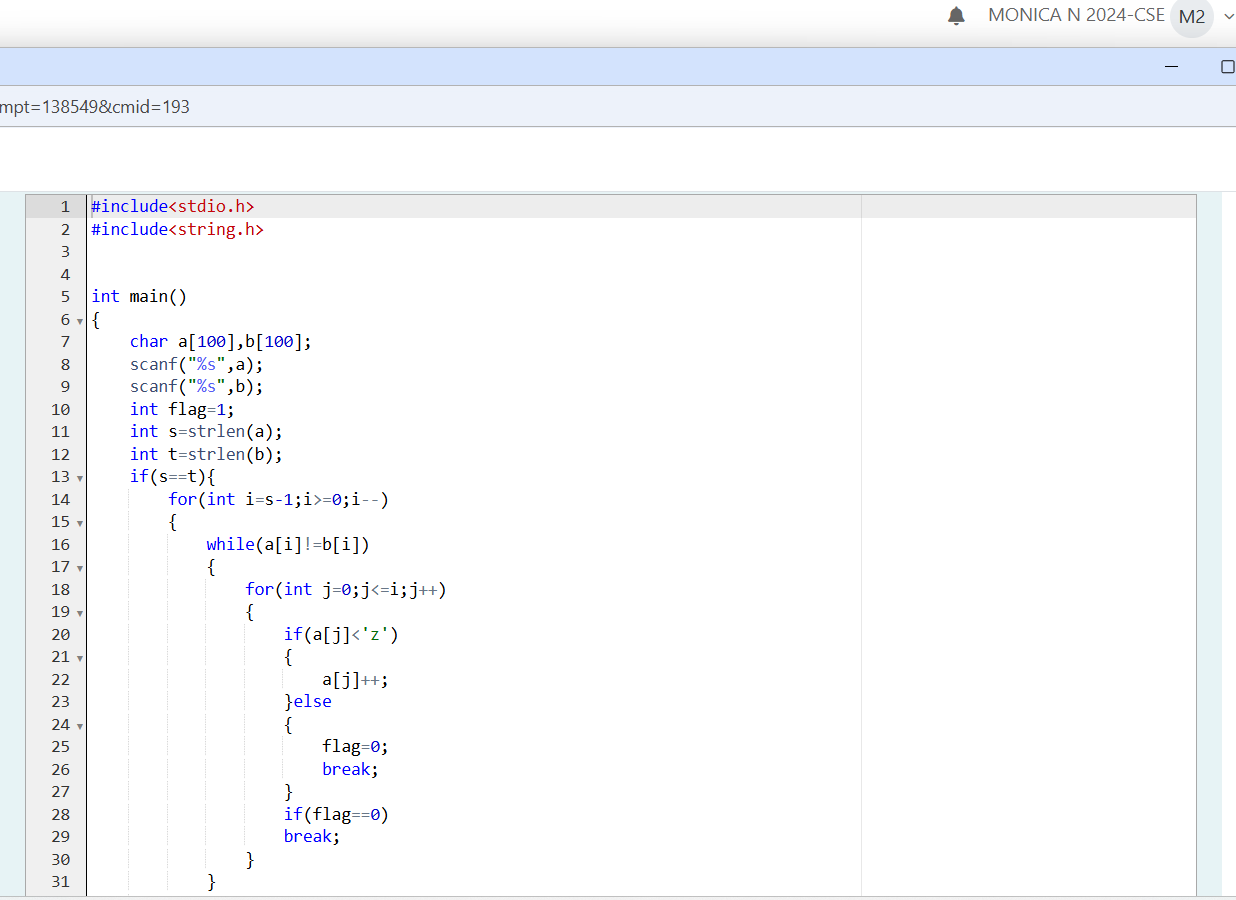 MONICA N 2024-CSE M2
mpt=138549&cmid=193
1 #include<stdio.h>
2 #include<string.h>
3
4
5 int main()
6 {
7     char a[100],b[100];
8     scanf("%s",a);
9     scanf("%s",b);
10     int flag=1;
11     int s=strlen(a);
12     int t=strlen(b);
13     if(s==t){
14         for(int i=s-1;i>=0;i--)
15         {
16             while(a[i]!=b[i])
17             {
18                 for(int j=0;j<=i;j++)
19                 {
20                     if(a[j]<'z')
21                     {
22                         a[j]++;
23                     }else
24                     {
25                         flag=0;
26                         break;
27                     }
28                     if(flag==0)
29                     break;
30                 }
31             }